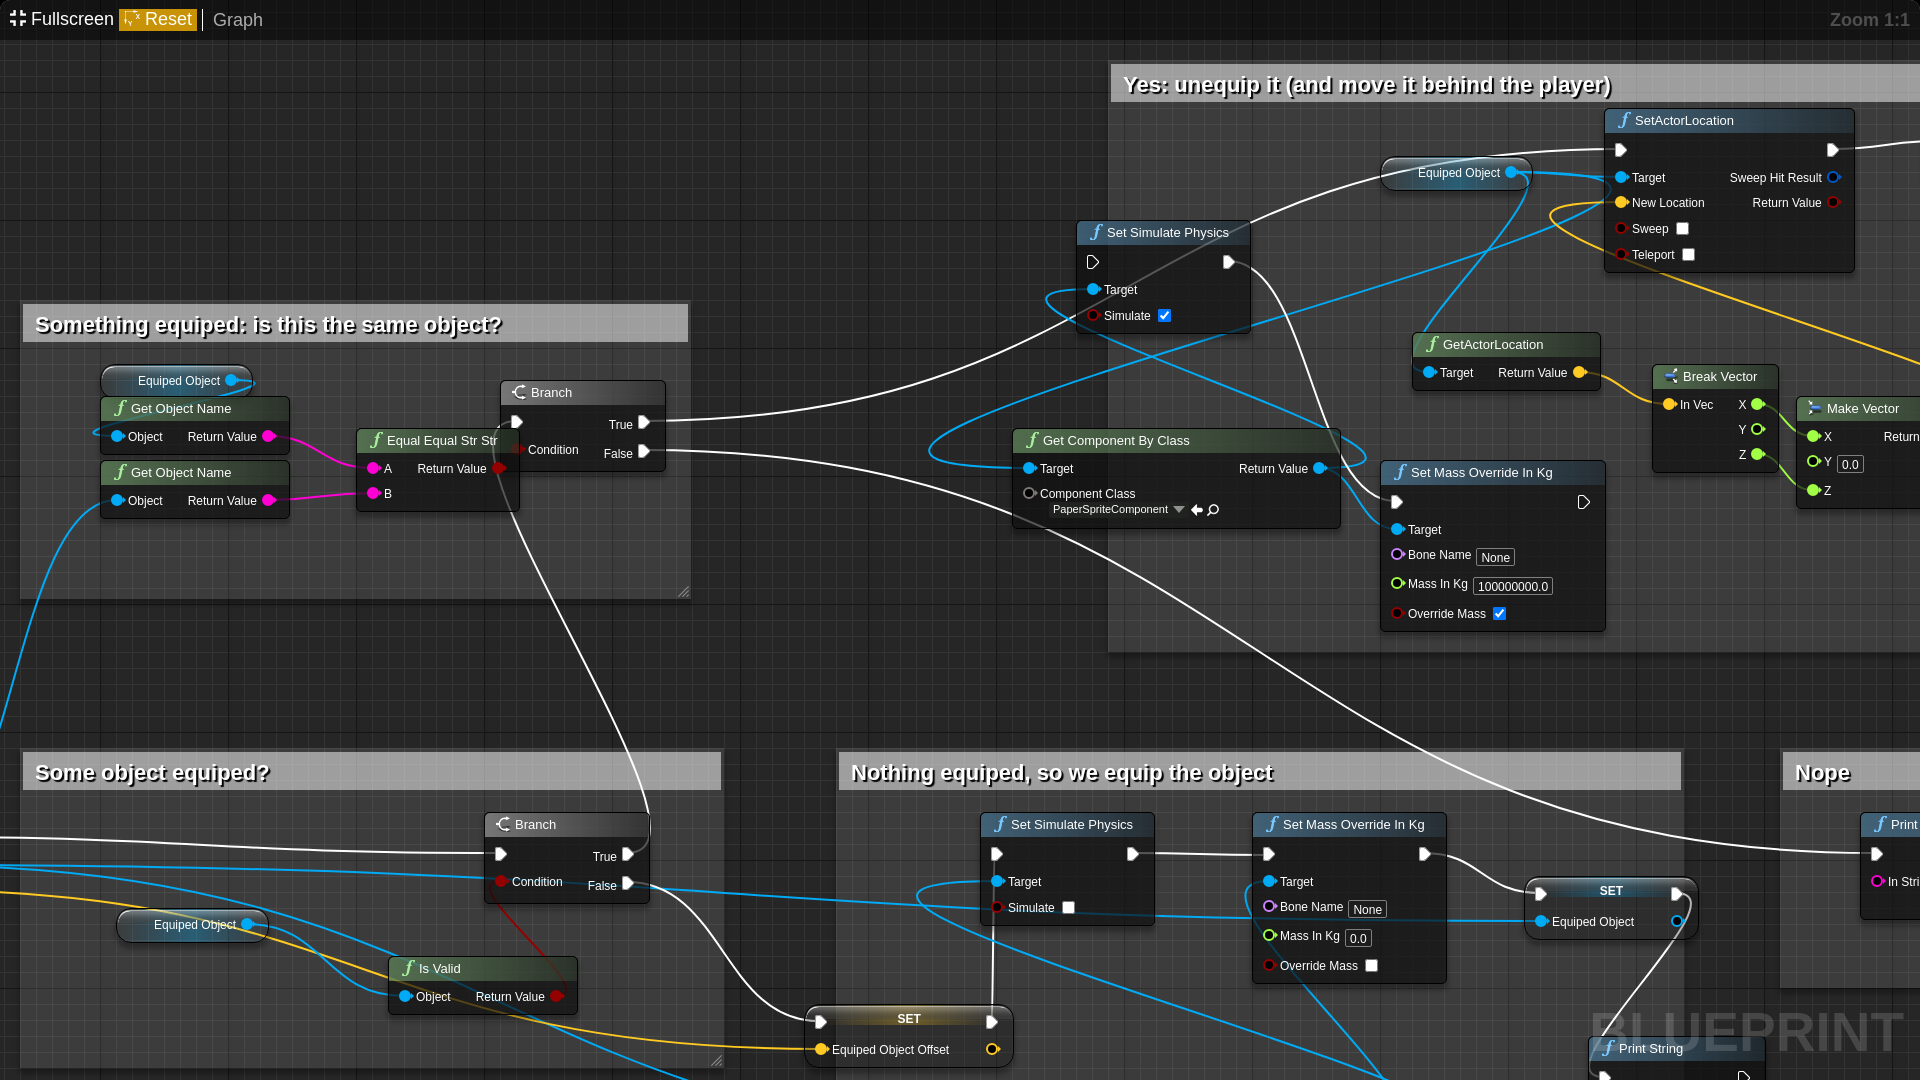 Fullscreen Reset Graph
Zoom 1:1
Yes: unequip it (and move it behind the player)
SetActorLocation
Target Sweep Hit Result
New Location Return Value
Sweep
Teleport
Equiped Object
Set Simulate Physics
Target
Simulate
GetActorLocation
Target Return Value
Break Vector
In Vec X
Y
Z
Make Vector
X Return
Y 0.0
Z
Get Component By Class
Target Return Value
Component Class
PaperSpriteComponent
Set Mass Override In Kg
Target
Bone Name None
Mass In Kg 100000000.0
Override Mass
Something equiped: is this the same object?
Equiped Object
Get Object Name
Object Return Value
Get Object Name
Object Return Value
Equal Equal Str Str
A Return Value
B
Branch
True
Condition False
Some object equiped?
Branch
True
Condition False
Equiped Object
Is Valid
Object Return Value
Nothing equiped, so we equip the object
Set Simulate Physics
Target
Simulate
Set Mass Override In Kg
Target
Bone Name None
Mass In Kg 0.0
Override Mass
SET
Equiped Object
SET
Equiped Object Offset
Nope
Print
In Stri
BLUEPRINT
Print String